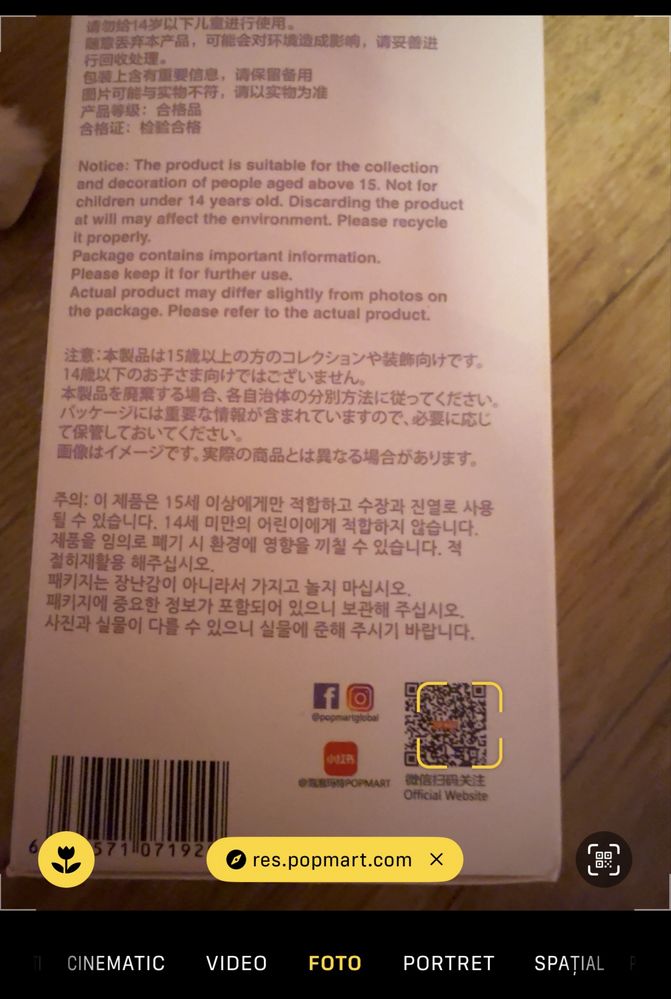 请勿给14岁以下儿童进行使用。
随意丢弃本产品，可能会对环境造成影响，请妥善进
行回收处理。
包装上含有重要信息，请保留备用
图片可能与实物不符，请以实物为准
产品等级：合格品
合格证：检验合格
Notice: The product is suitable for the collection
and decoration of people aged above 15. Not for
children under 14 years old. Discarding the product
at will may affect the environment. Please recycle
it properly.
Package contains important information.
Please keep it for further use.
Actual product may differ slightly from photos on
the package. Please refer to the actual product.
注意：本製品は15歳以上の方のコレクションや装飾向けです。
14歳以下のお子さま向けではございません。
本製品を廃棄する場合、各自治体の分別方法に従ってください。
パッケージには重要な情報が含まれていますので、必要に応じ
て保管しておいてください。
画像はイメージです。実際の商品とは異なる場合があります。
주의: 이 제품은 15세 이상에게만 적합하고 수장과 진열로 사용
될 수 있습니다. 14세 미만의 어린이에게 적합하지 않습니다.
제품을 임의로 폐기 시 환경에 영향을 끼칠 수 있습니다. 적
절히재활용 해주십시오.
패키지는 장난감이 아니라서 가지고 놀지 마십시오.
패키지에 중요한 정보가 포함되어 있으니 보관해 주십시오.
사진과 실물이 다를 수 있으니 실물에 준해 주시기 바랍니다.
@popmartglobal
小红书
@泡泡玛特POPMART
微信扫码关注
Official Website
6 571 07192
res.popmart.com
CINEMATIC VIDEO FOTO PORTRET SPAȚIAL